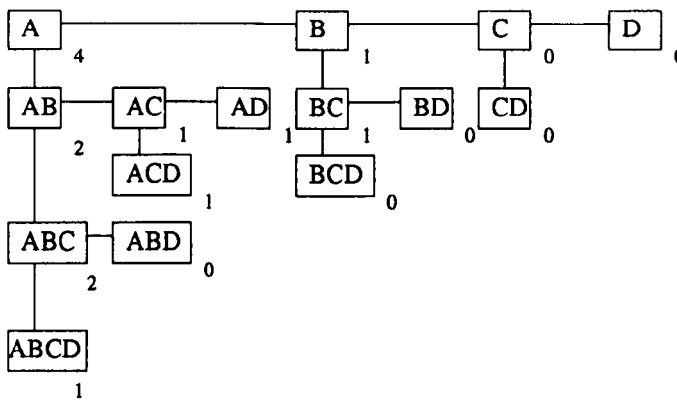 A B C D
4 1 0 0
AB AC AD BC BD CD
2 1 1 1 0 0
ACD BCD
1 0
ABC ABD
2 0
ABCD
1